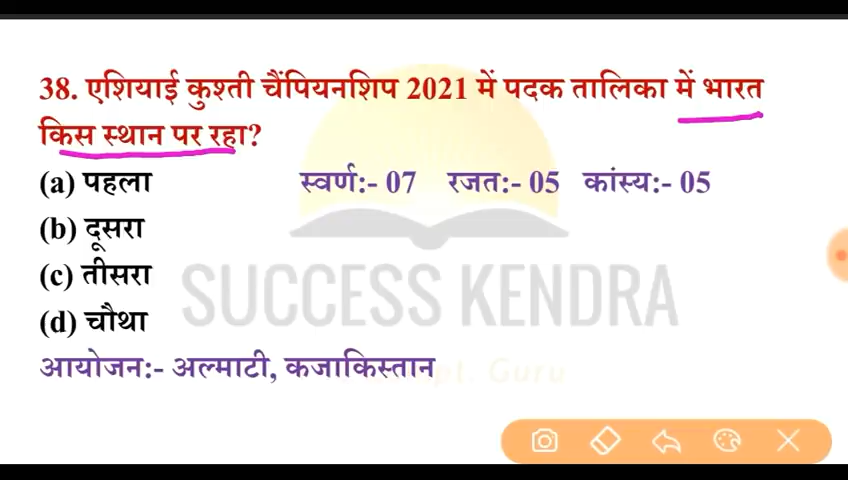 38. एशियाई कुश्ती चैंपियनशिप 2021 में पदक तालिका में भारत
किस स्थान पर रहा?
(a) पहला स्वर्ण:- 07 रजत:- 05 कांस्य:- 05
(b) दूसरा
(c) तीसरा
SUCCESS KENDRA
(d) चौथा
आयोजन:- अल्माटी, कजाकिस्तान
Guru